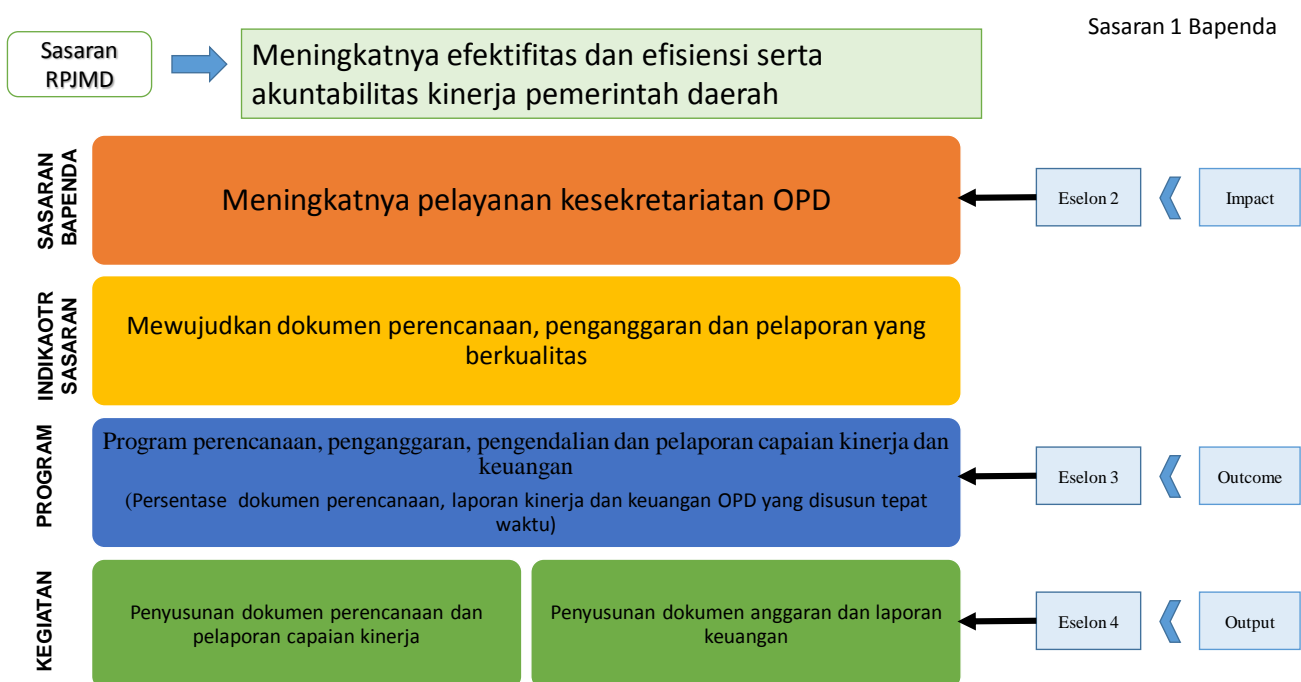 Sasaran 1 Bapenda
Sasaran
RPJMD
Meningkatnya efektifitas dan efisiensi serta
akuntabilitas kinerja pemerintah daerah
SASARAN
BAPENDA
Meningkatnya pelayanan kesekretariatan OPD
Eselon 2
Impact
INDIKAOTR
SASARAN
Mewujudkan dokumen perencanaan, penganggaran dan pelaporan yang
berkualitas
PROGRAM
Program perencanaan, penganggaran, pengendalian dan pelaporan capaian kinerja dan
keuangan
(Persentase dokumen perencanaan, laporan kinerja dan keuangan OPD yang disusun tepat
waktu)
Eselon 3
Outcome
KEGIATAN
Penyusunan dokumen perencanaan dan
pelaporan capaian kinerja
Penyusunan dokumen anggaran dan laporan
keuangan
Eselon 4
Output